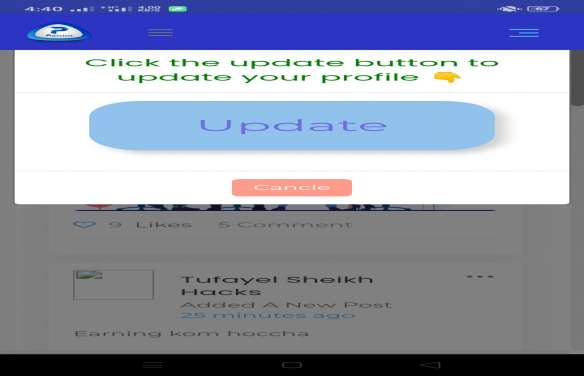 4:40
67
Click the update button to
update your profile 👇
Update
Cancle
9 Likes 5 Comment
Tufayel Sheikh
Hacks
Added A New Post
25 minutes ago
Earning kom hoccha